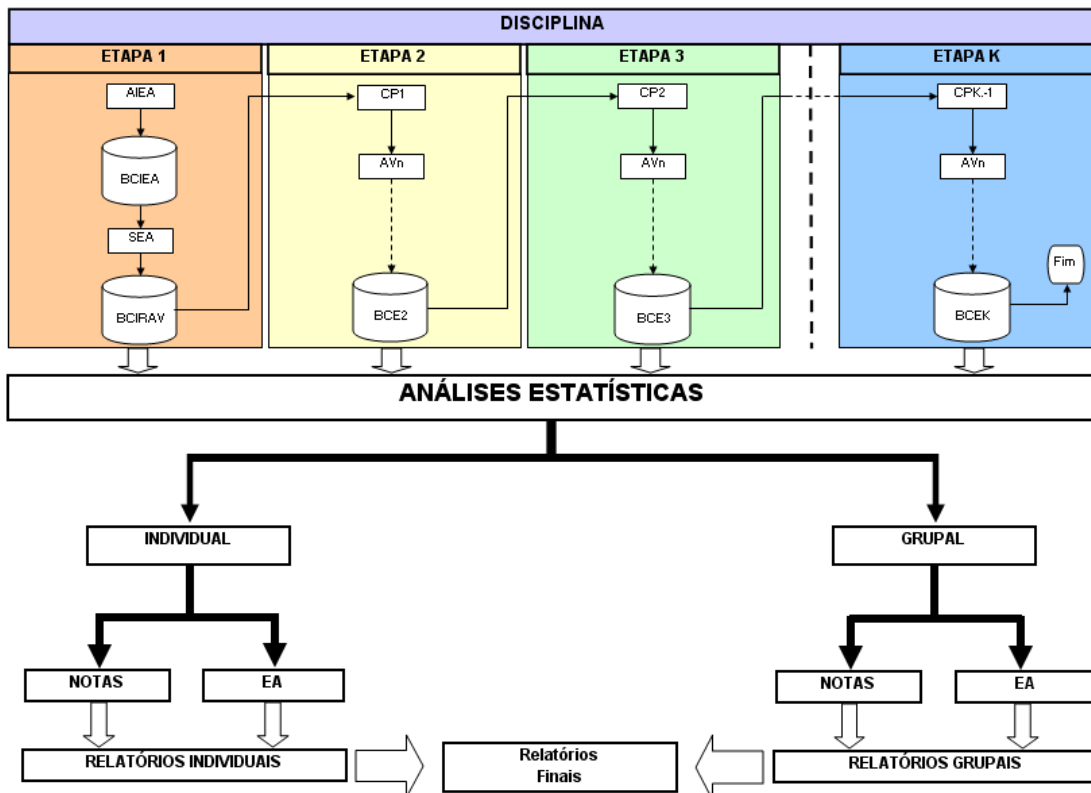 DISCIPLINA
ETAPA 1
ETAPA 2
ETAPA 3
ETAPA K
AIEA
CP1
CP2
CPK.-1
BCIEA
AVn
AVn
AVn
SEA
Fim
BCIRAV
BCE2
BCE3
BCEK
ANÁLISES ESTATÍSTICAS
INDIVIDUAL
GRUPAL
NOTAS
EA
NOTAS
EA
RELATÓRIOS INDIVIDUAIS
Relatórios
Finais
RELATÓRIOS GRUPAIS